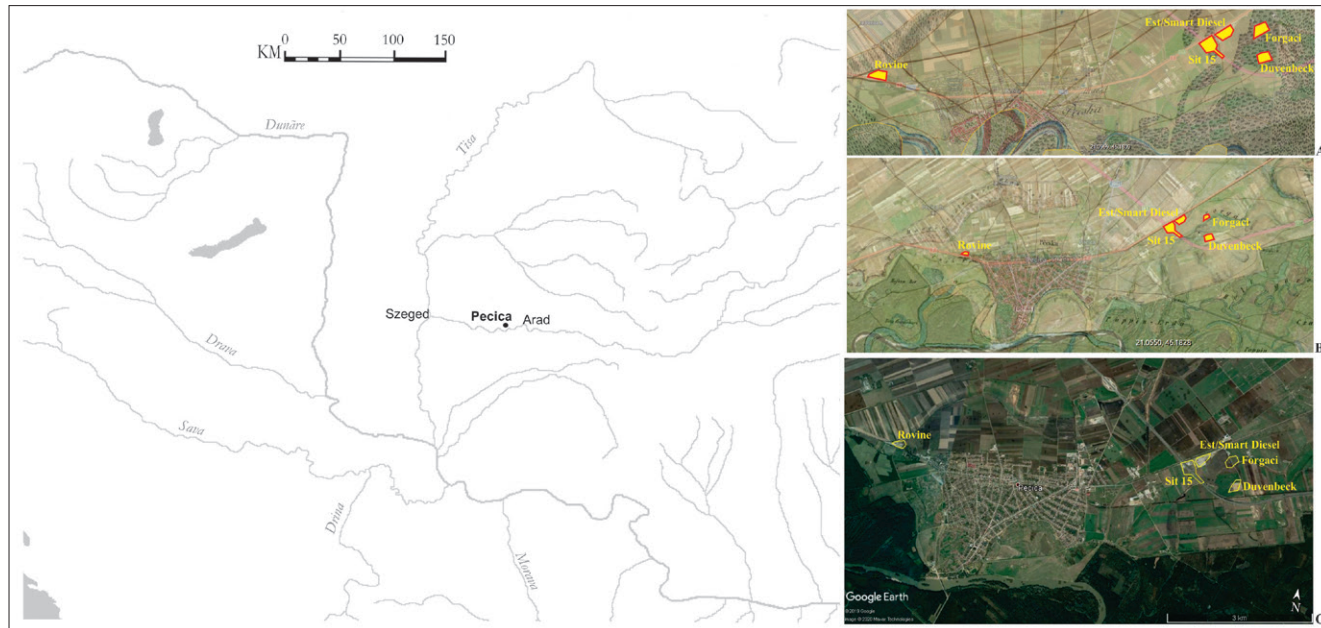 KM 0 50 100 150
Dunăre
Tisa
Szeged
Pecica
Arad
Drava
Sava
Drina
Morava
Est/Smart Diesel
Forgaci
Rovine
Sit 15
Duvenbeck
A
Est/Smart Diesel
Forgaci
Rovine
Sit 15
Duvenbeck
B
Rovine
Est/Smart Diesel
Forgaci
Sit 15
Duvenbeck
Pecica
Google Earth
N
3 km
C